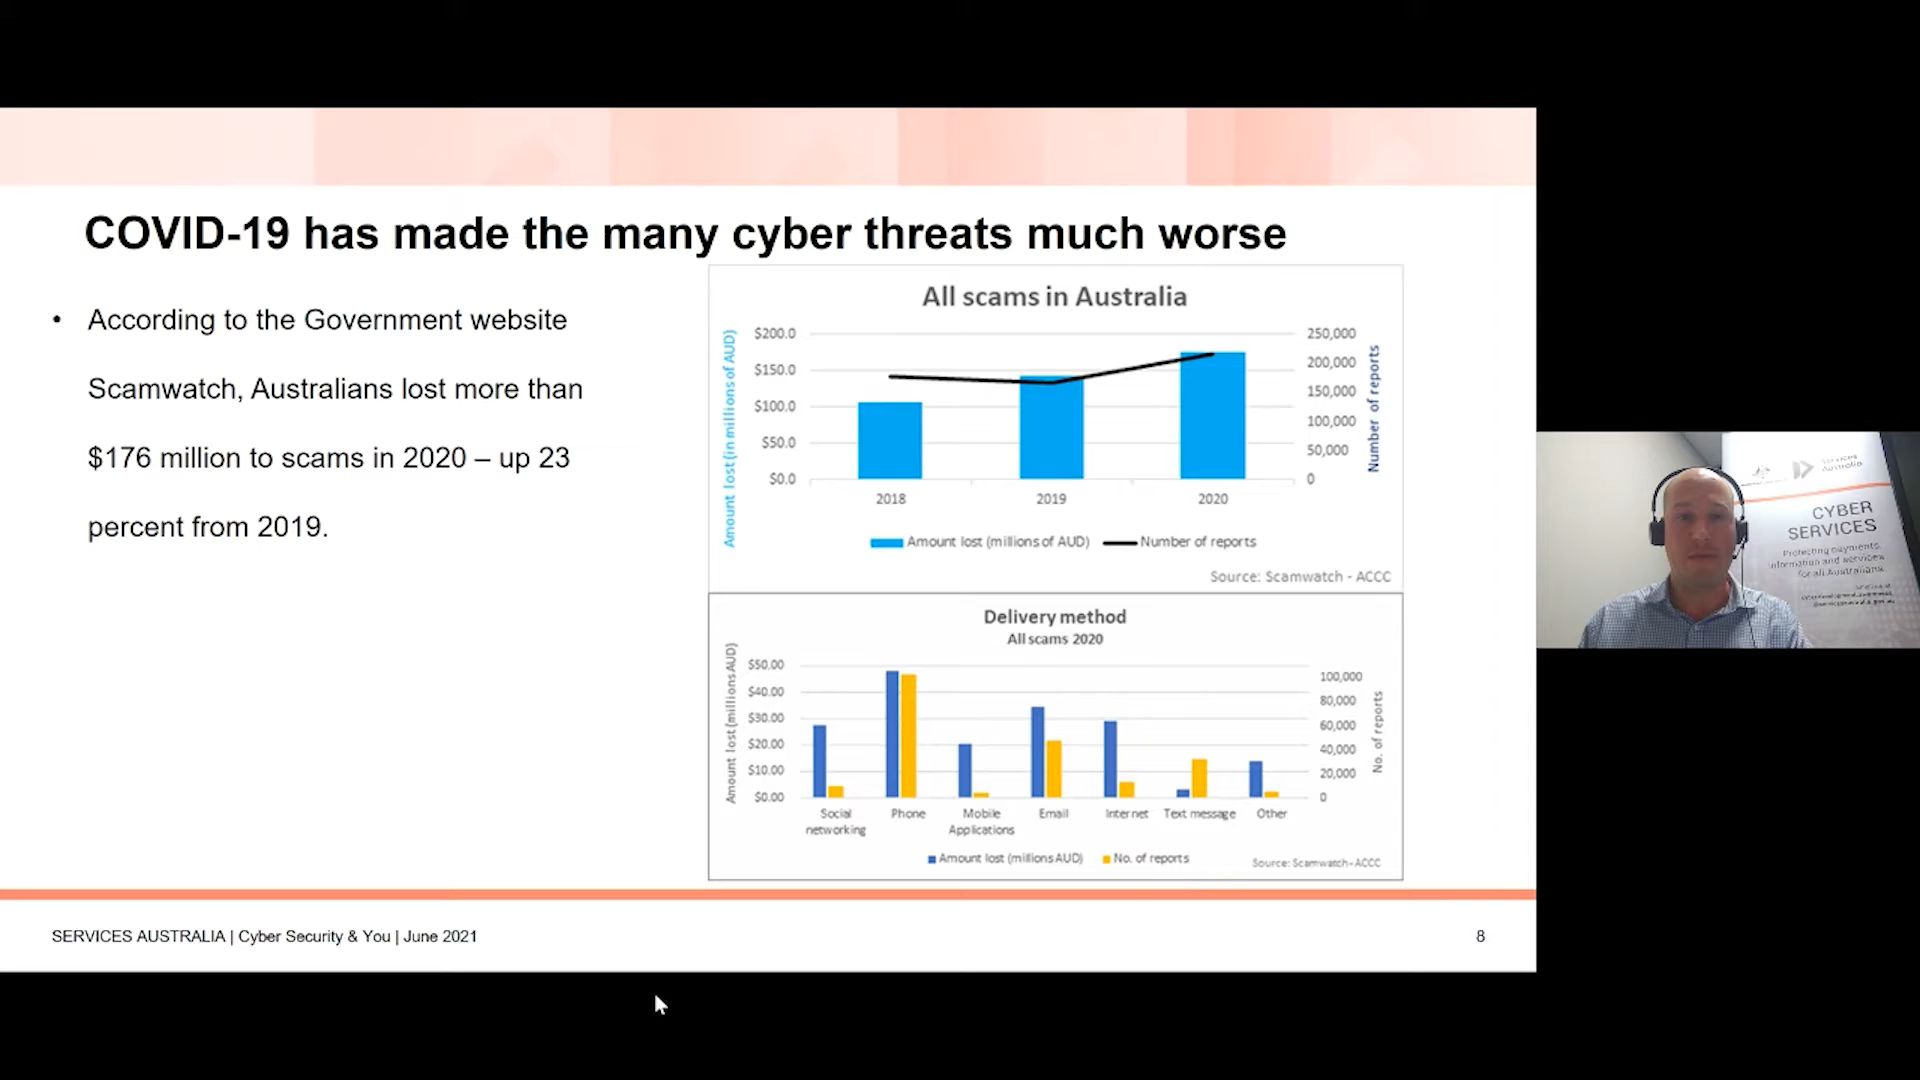 COVID-19 has made the many cyber threats much worse
• According to the Government website
Scamwatch, Australians lost more than
$176 million to scams in 2020 – up 23
percent from 2019.
All scams in Australia
Amount lost (in millions of AUD)
$200.0
$150.0
$100.0
$50.0
$0.0
250,000
200,000
150,000
100,000
50,000
0
Number of reports
2018 2019 2020
Amount lost (millions of AUD) Number of reports
Source: Scamwatch - ACCC
Delivery method
All scams 2020
Amount lost (millions AUD)
$50.00
$40.00
$30.00
$20.00
$10.00
$0.00
100,000
80,000
60,000
40,000
20,000
0
No. of reports
Social networking
Phone
Mobile Applications
Email
Internet
Text message
Other
Amount lost (millions AUD) No. of reports
Source: Scamwatch - ACCC
SERVICES AUSTRALIA | Cyber Security & You | June 2021
8
Services
Australia
CYBER
SERVICES
Protecting payments,
information and services
for all Australians.